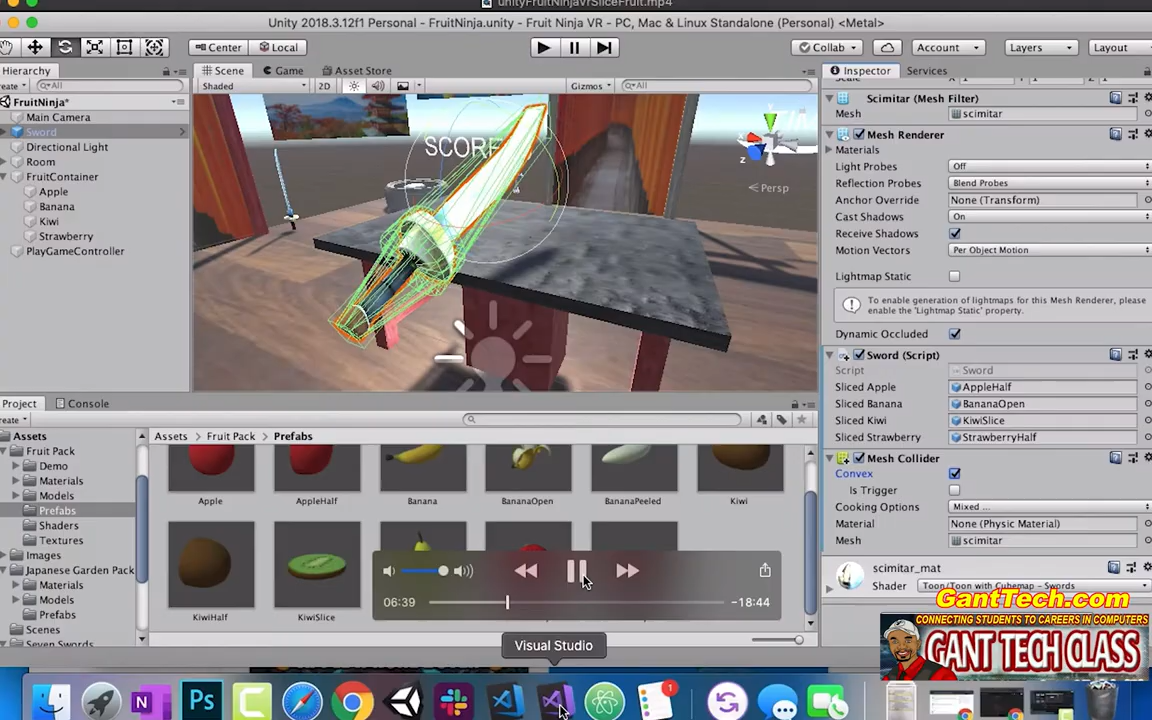 unityFruitNinjaVrSliceFruit.mp4
Unity 2018.3.12f1 Personal - FruitNinja.unity - Fruit Ninja VR - PC, Mac & Linux Standalone (Personal) <Metal>
Center
Local
Collab
Account
Layers
Layout
Hierarchy
Scene
Game
Asset Store
Inspector
Services
All
Shaded
2D
Gizmos
All
FruitNinja*
Main Camera
Sword
Directional Light
Room
FruitContainer
Apple
Banana
Kiwi
Strawberry
PlayGameController
SCORE
z
Persp
Scimitar (Mesh Filter)
Mesh
scimitar
Mesh Renderer
Materials
Light Probes
Off
Reflection Probes
Blend Probes
Anchor Override
None (Transform)
Cast Shadows
On
Receive Shadows
Motion Vectors
Per Object Motion
Lightmap Static
To enable generation of lightmaps for this Mesh Renderer, please
enable the 'Lightmap Static' property.
Dynamic Occluded
Sword (Script)
Script
Sword
Sliced Apple
AppleHalf
Sliced Banana
BananaOpen
Sliced Kiwi
KiwiSlice
Sliced Strawberry
StrawberryHalf
Mesh Collider
Convex
Is Trigger
Cooking Options
Mixed ...
Material
None (Physic Material)
Mesh
scimitar
scimitar_mat
Shader
Toon/Toon with Cubemap - Swords
Project
Console
Assets
Fruit Pack
Demo
Materials
Models
Prefabs
Shaders
Textures
Images
Japanese Garden Pack
Materials
Models
Prefabs
Scenes
Seven Swords
Assets
Fruit Pack
Prefabs
Apple
AppleHalf
Banana
BananaOpen
BananaPeeled
Kiwi
KiwiHalf
KiwiSlice
06:39
-18:44
Visual Studio
GantTech.com
CONNECTING STUDENTS TO CAREERS IN COMPUTERS
GANT TECH CLASS
N
Ps
1